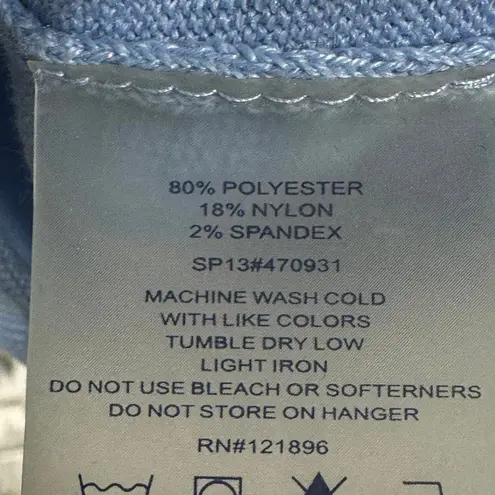 80% POLYESTER
18% NYLON
2% SPANDEX
SP13#470931
MACHINE WASH COLD
WITH LIKE COLORS
TUMBLE DRY LOW
LIGHT IRON
DO NOT USE BLEACH OR SOFTERNERS
DO NOT STORE ON HANGER
RN#121896